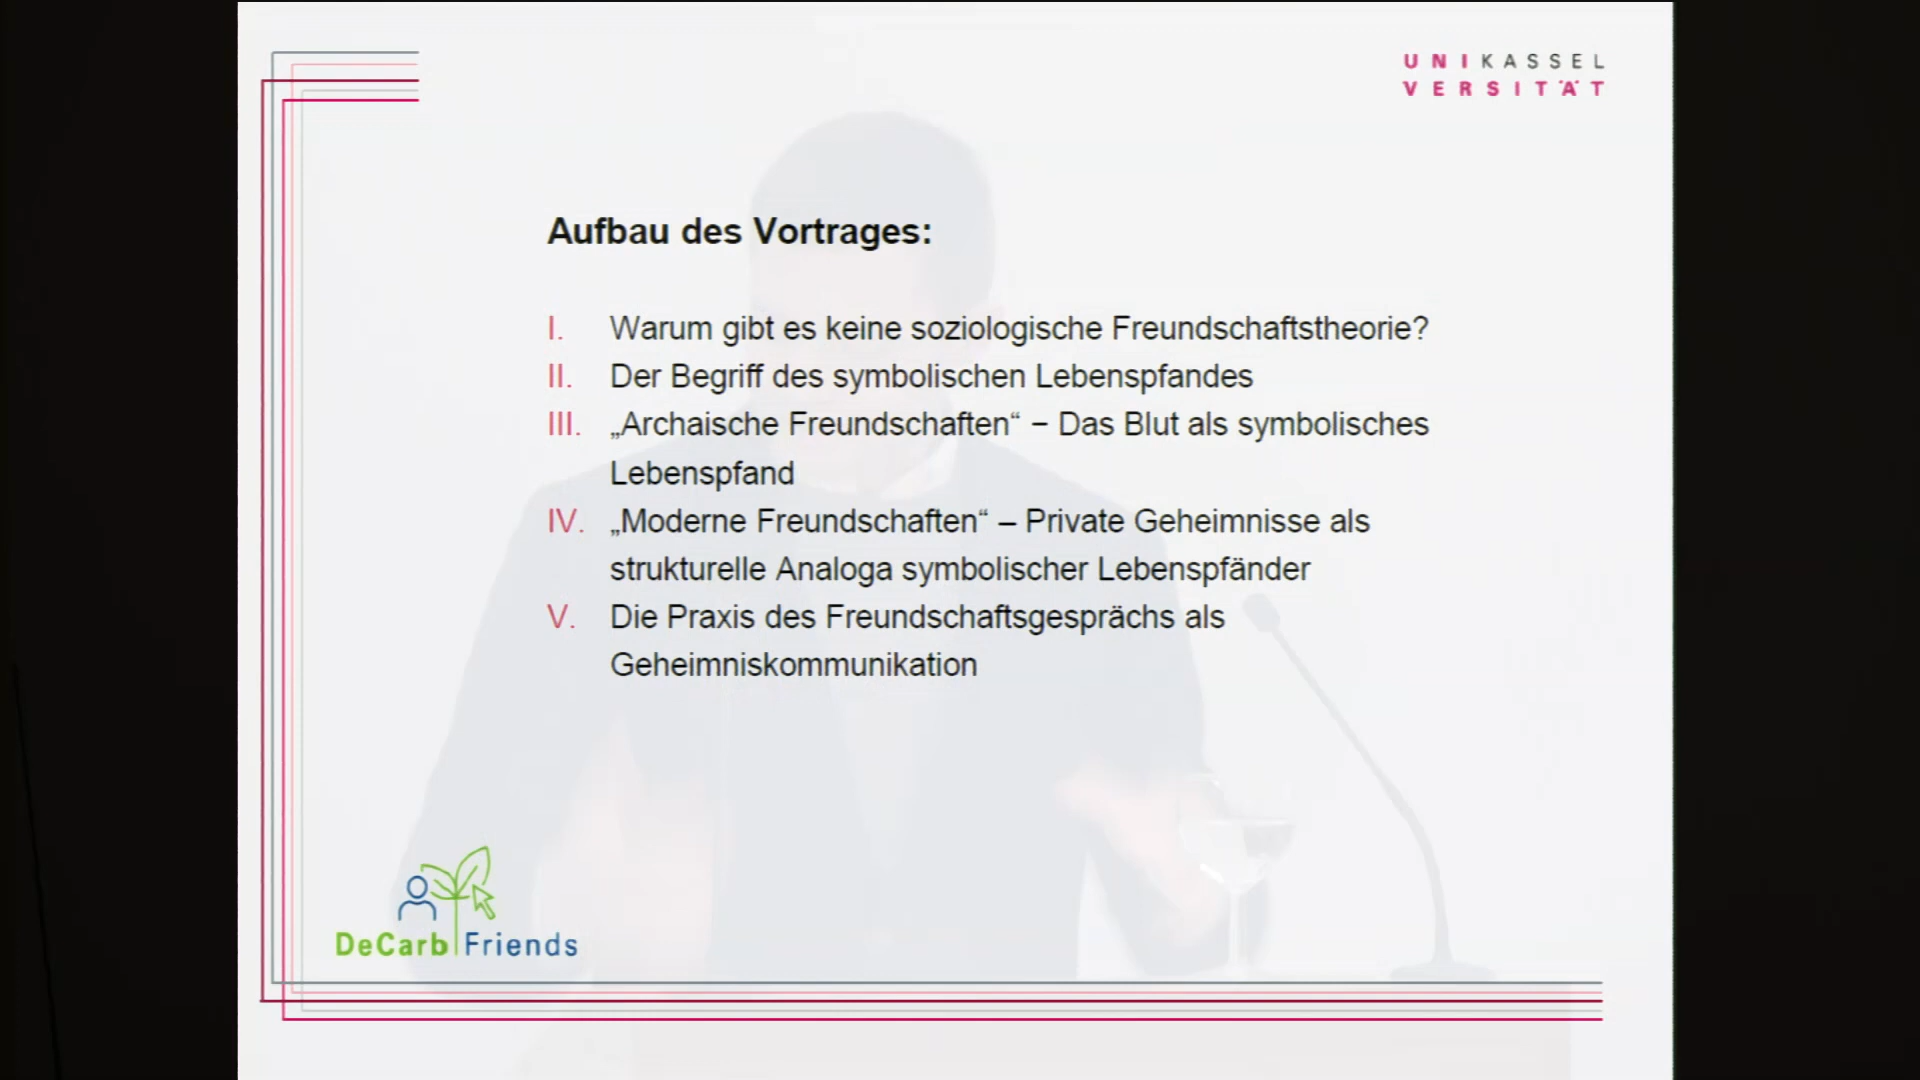 UNIKASSEL
VERSITÄT
Aufbau des Vortrages:
I. Warum gibt es keine soziologische Freundschaftstheorie?
II. Der Begriff des symbolischen Lebenspfandes
III. „Archaische Freundschaften“ – Das Blut als symbolisches
Lebenspfand
IV. „Moderne Freundschaften“ – Private Geheimnisse als
strukturelle Analoga symbolischer Lebenspfänder
V. Die Praxis des Freundschaftsgesprächs als
Geheimniskommunikation
DeCarb Friends